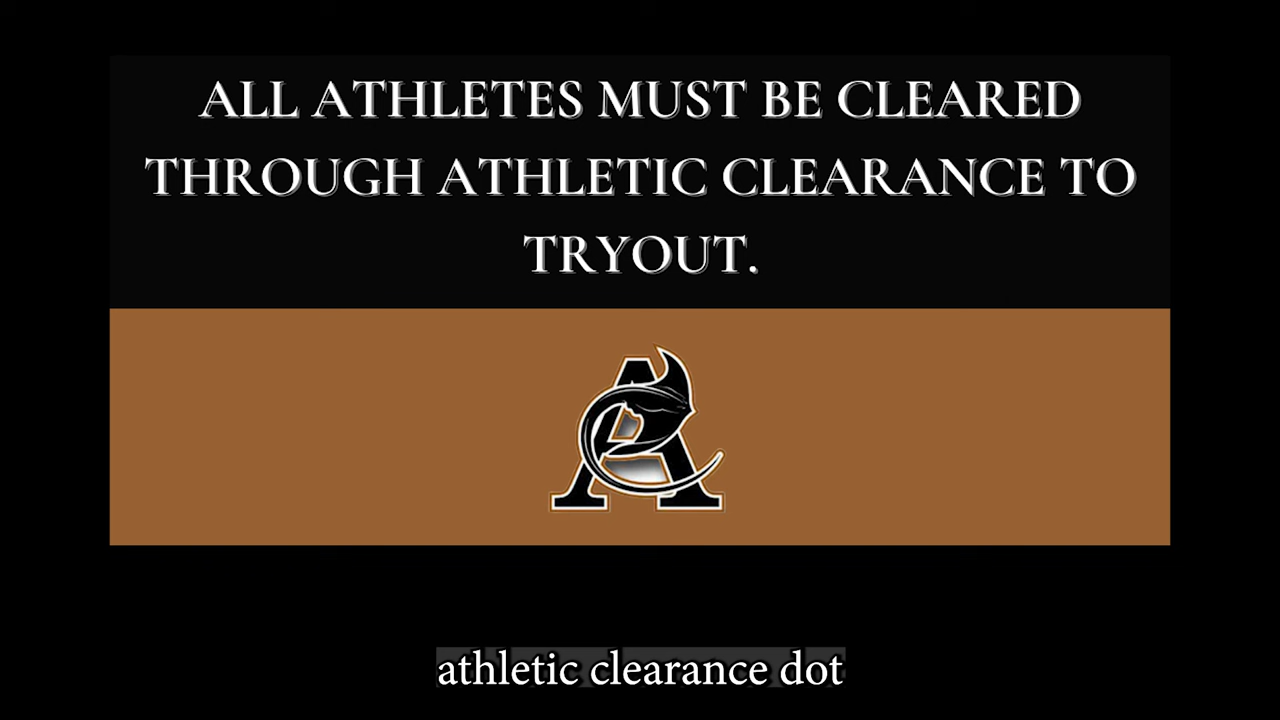 ALL ATHLETES MUST BE CLEARED
THROUGH ATHLETIC CLEARANCE TO
TRYOUT.
A
athletic clearance dot